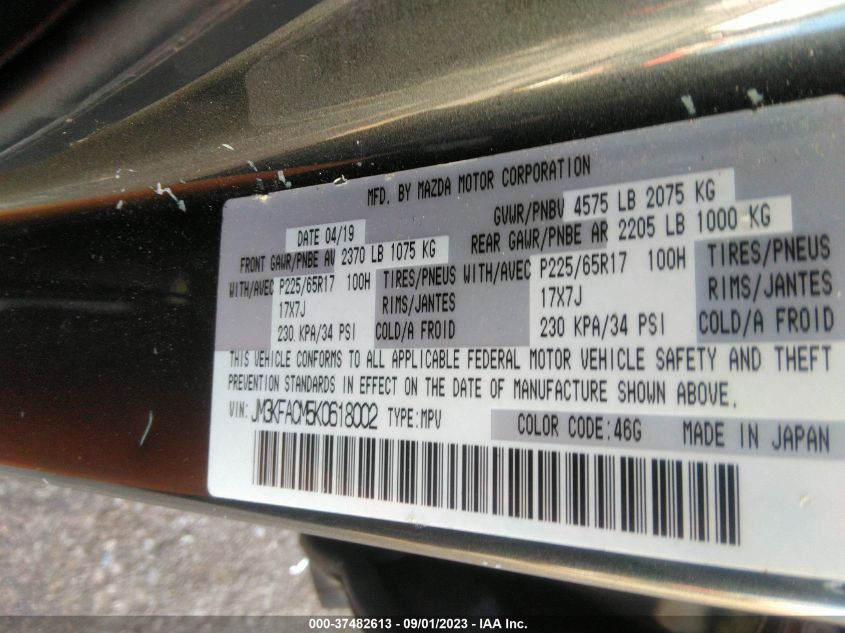 MFD. BY MAZDA MOTOR CORPORATION
DATE 04/19 GVWR/PNBV 4575 LB 2075 KG
FRONT GAWR/PNBE AV 2370 LB 1075 KG REAR GAWR/PNBE AR 2205 LB 1000 KG
WITH/AVEC P225/65R17 100H TIRES/PNEUS WITH/AVEC P225/65R17 100H TIRES/PNEUS
17X7J RIMS/JANTES 17X7J RIMS/JANTES
230 KPA/34 PSI COLD/A FROID 230 KPA/34 PSI COLD/A FROID
THIS VEHICLE CONFORMS TO ALL APPLICABLE FEDERAL MOTOR VEHICLE SAFETY AND THEFT
PREVENTION STANDARDS IN EFFECT ON THE DATE OF MANUFACTURE SHOWN ABOVE.
VIN: JM3KFACM5K0618002 TYPE:MPV COLOR CODE:46G MADE IN JAPAN
000-37482613 - 09/01/2023 - IAA Inc.